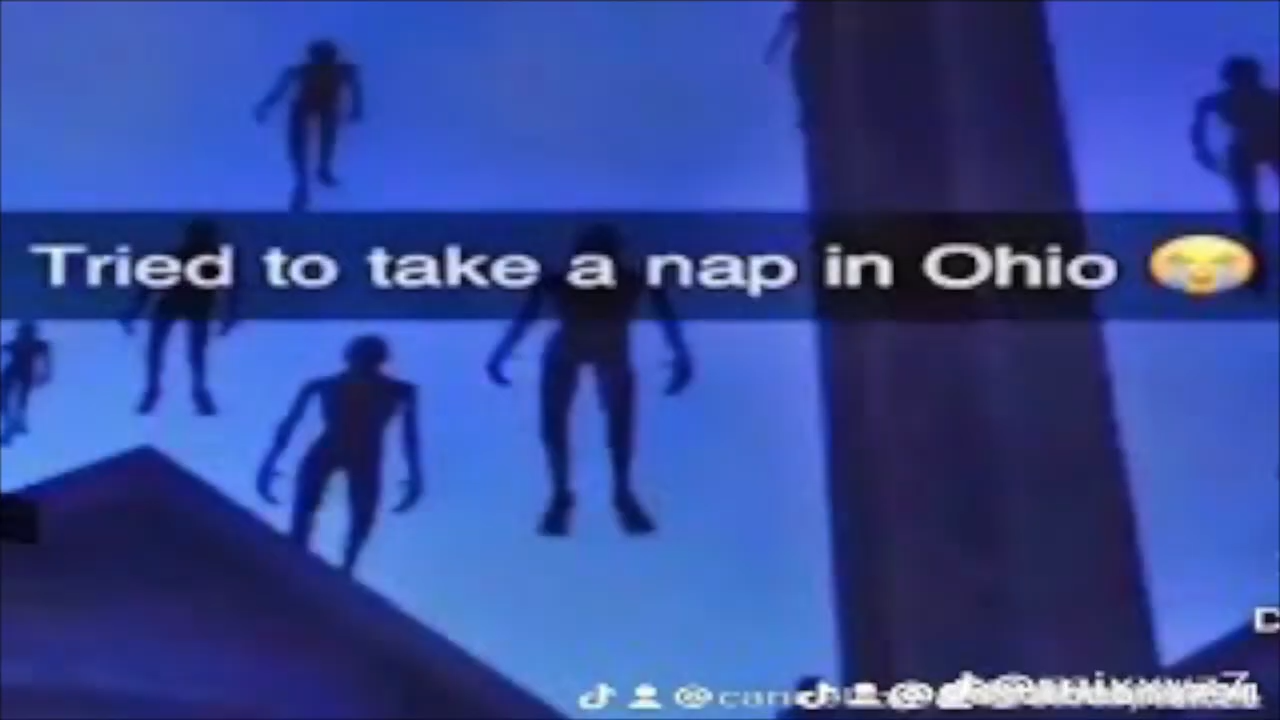 Tried to take a nap in Ohio 😂